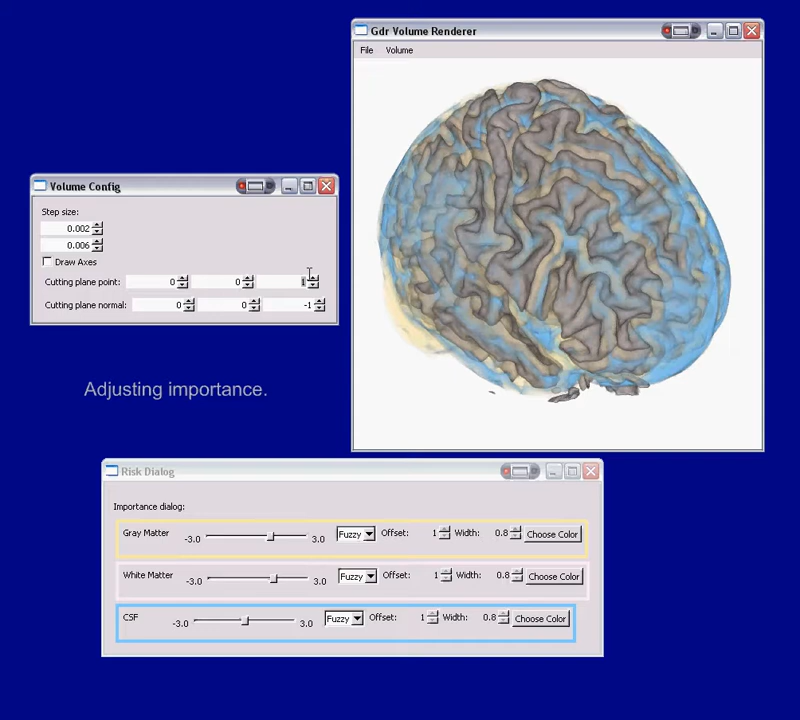 Gdr Volume Renderer
File Volume
Volume Config
Step size:
0.002
0.006
Draw Axes
Cutting plane point: 0 0 1
Cutting plane normal: 0 0 -1
Adjusting importance.
Risk Dialog
Importance dialog:
Gray Matter -3.0 3.0 Fuzzy Offset: 1 Width: 0.8 Choose Color
White Matter -3.0 3.0 Fuzzy Offset: 1 Width: 0.8 Choose Color
CSF -3.0 3.0 Fuzzy Offset: 1 Width: 0.8 Choose Color